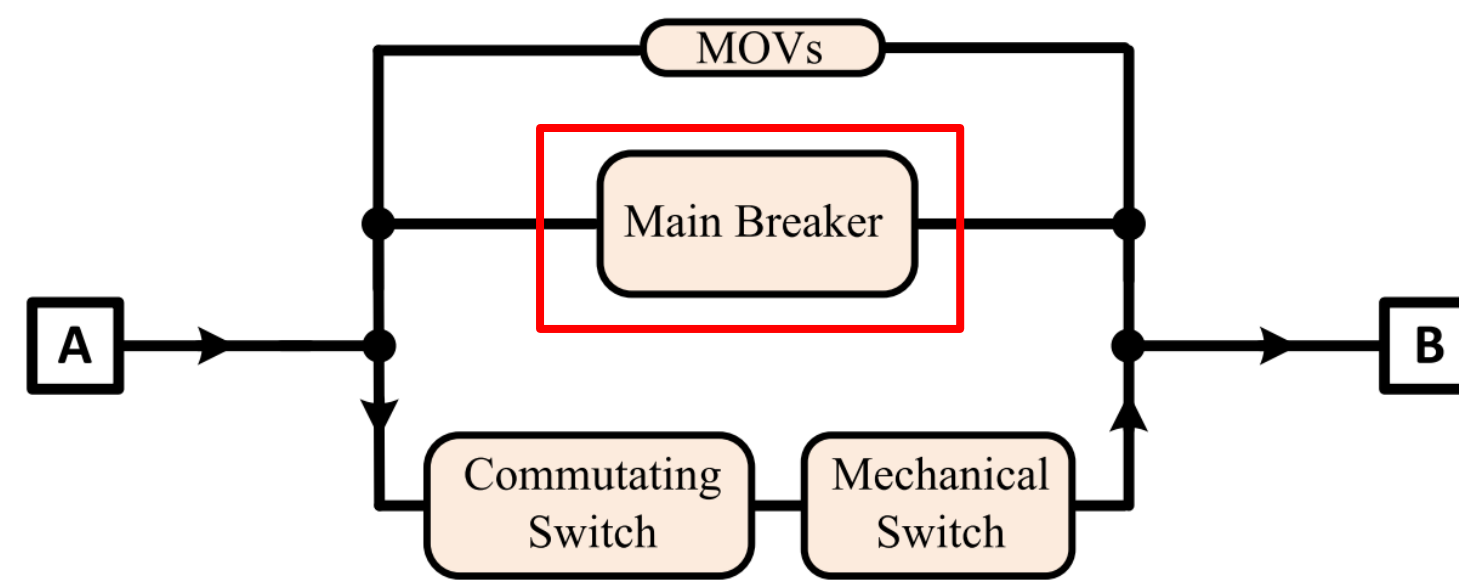 MOVs
Main Breaker
A
B
Commutating
Switch
Mechanical
Switch